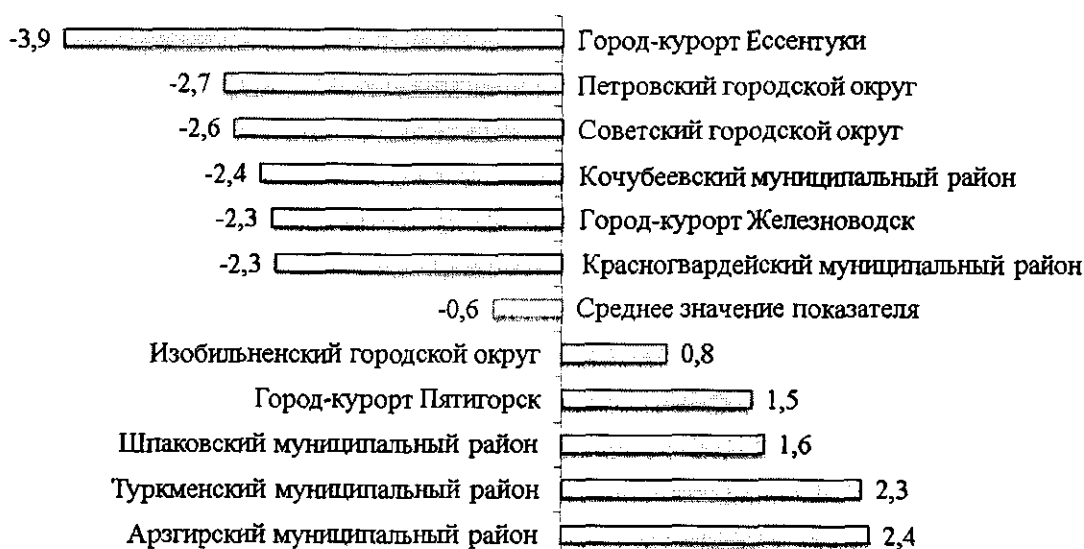 -3,9 Город-курорт Ессентуки
-2,7 Петровский городской округ
-2,6 Советский городской округ
-2,4 Кочубеевский муниципальный район
-2,3 Город-курорт Железноводск
-2,3 Красногвардейский муниципальный район
-0,6 Среднее значение показателя
Изобильненский городской округ 0,8
Город-курорт Пятигорск 1,5
Шпаковский муниципальный район 1,6
Туркменский муниципальный район 2,3
Арзгирский муниципальный район 2,4